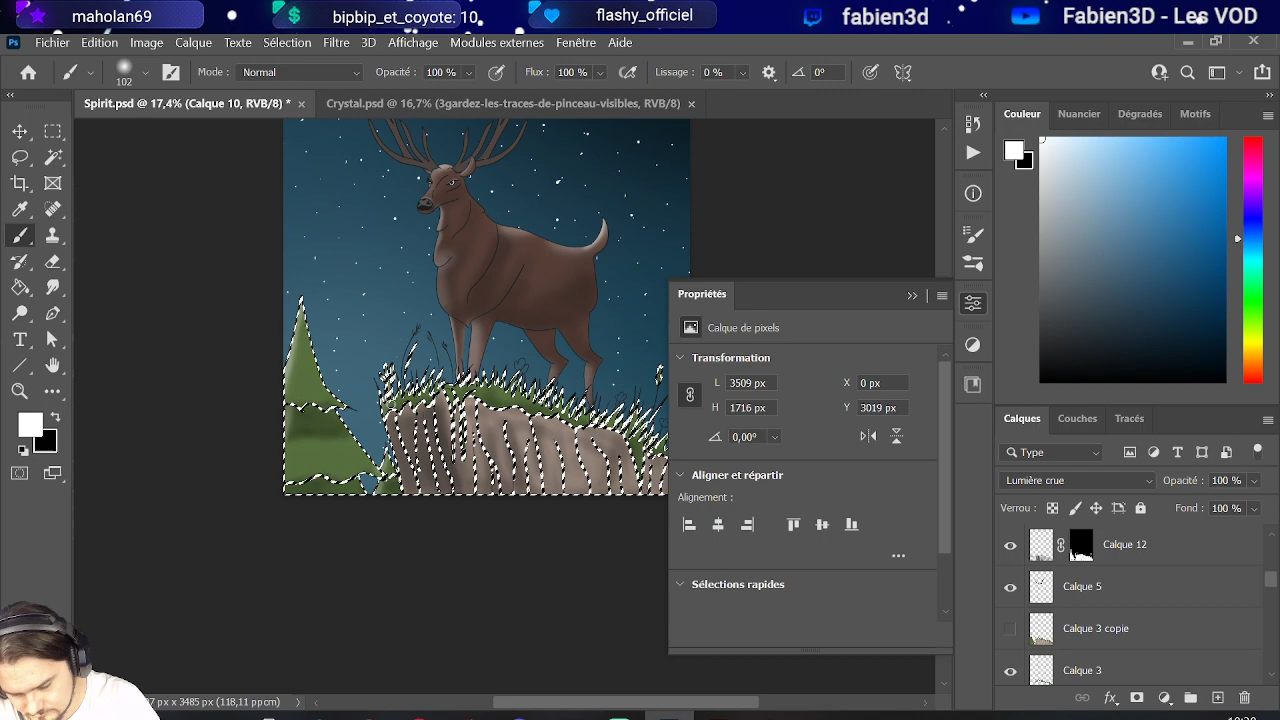 maholan69
bipbip_et_coyote: 10
flashy_officiel
fabien3d
Fabien3D - Les VOD
Ps
Fichier Edition Image Calque Texte Sélection Filtre 3D Affichage Modules externes Fenêtre Aide
102
Mode : Normal
Opacité : 100 %
Flux : 100 %
Lissage : 0 %
0°
Spirit.psd @ 17,4% (Calque 10, RVB/8) *
Crystal.psd @ 16,7% (3gardez-les-traces-de-pinceau-visibles, RVB/8)
Couleur Nuancier Dégradés Motifs
Propriétés
Calque de pixels
Transformation
L 3509 px X 0 px
H 1716 px Y 3019 px
0,00°
Aligner et répartir
Alignement :
Sélections rapides
Calques Couches Tracés
Type
Lumière crue Opacité : 100 %
Verrou : Fond : 100 %
Calque 12
Calque 5
Calque 3 copie
Calque 3
px x 3485 px (118,11 ppcm)